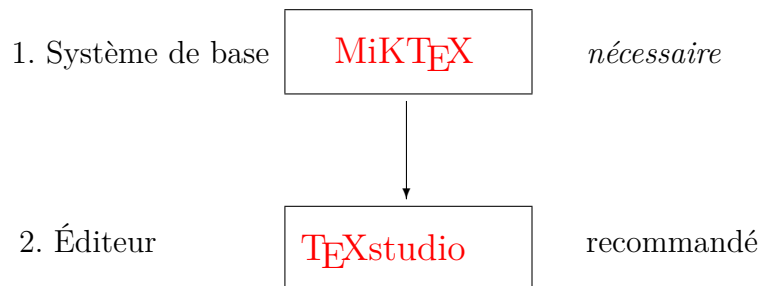 1. Système de base MiKTEX nécessaire
2. Éditeur TEXstudio recommandé